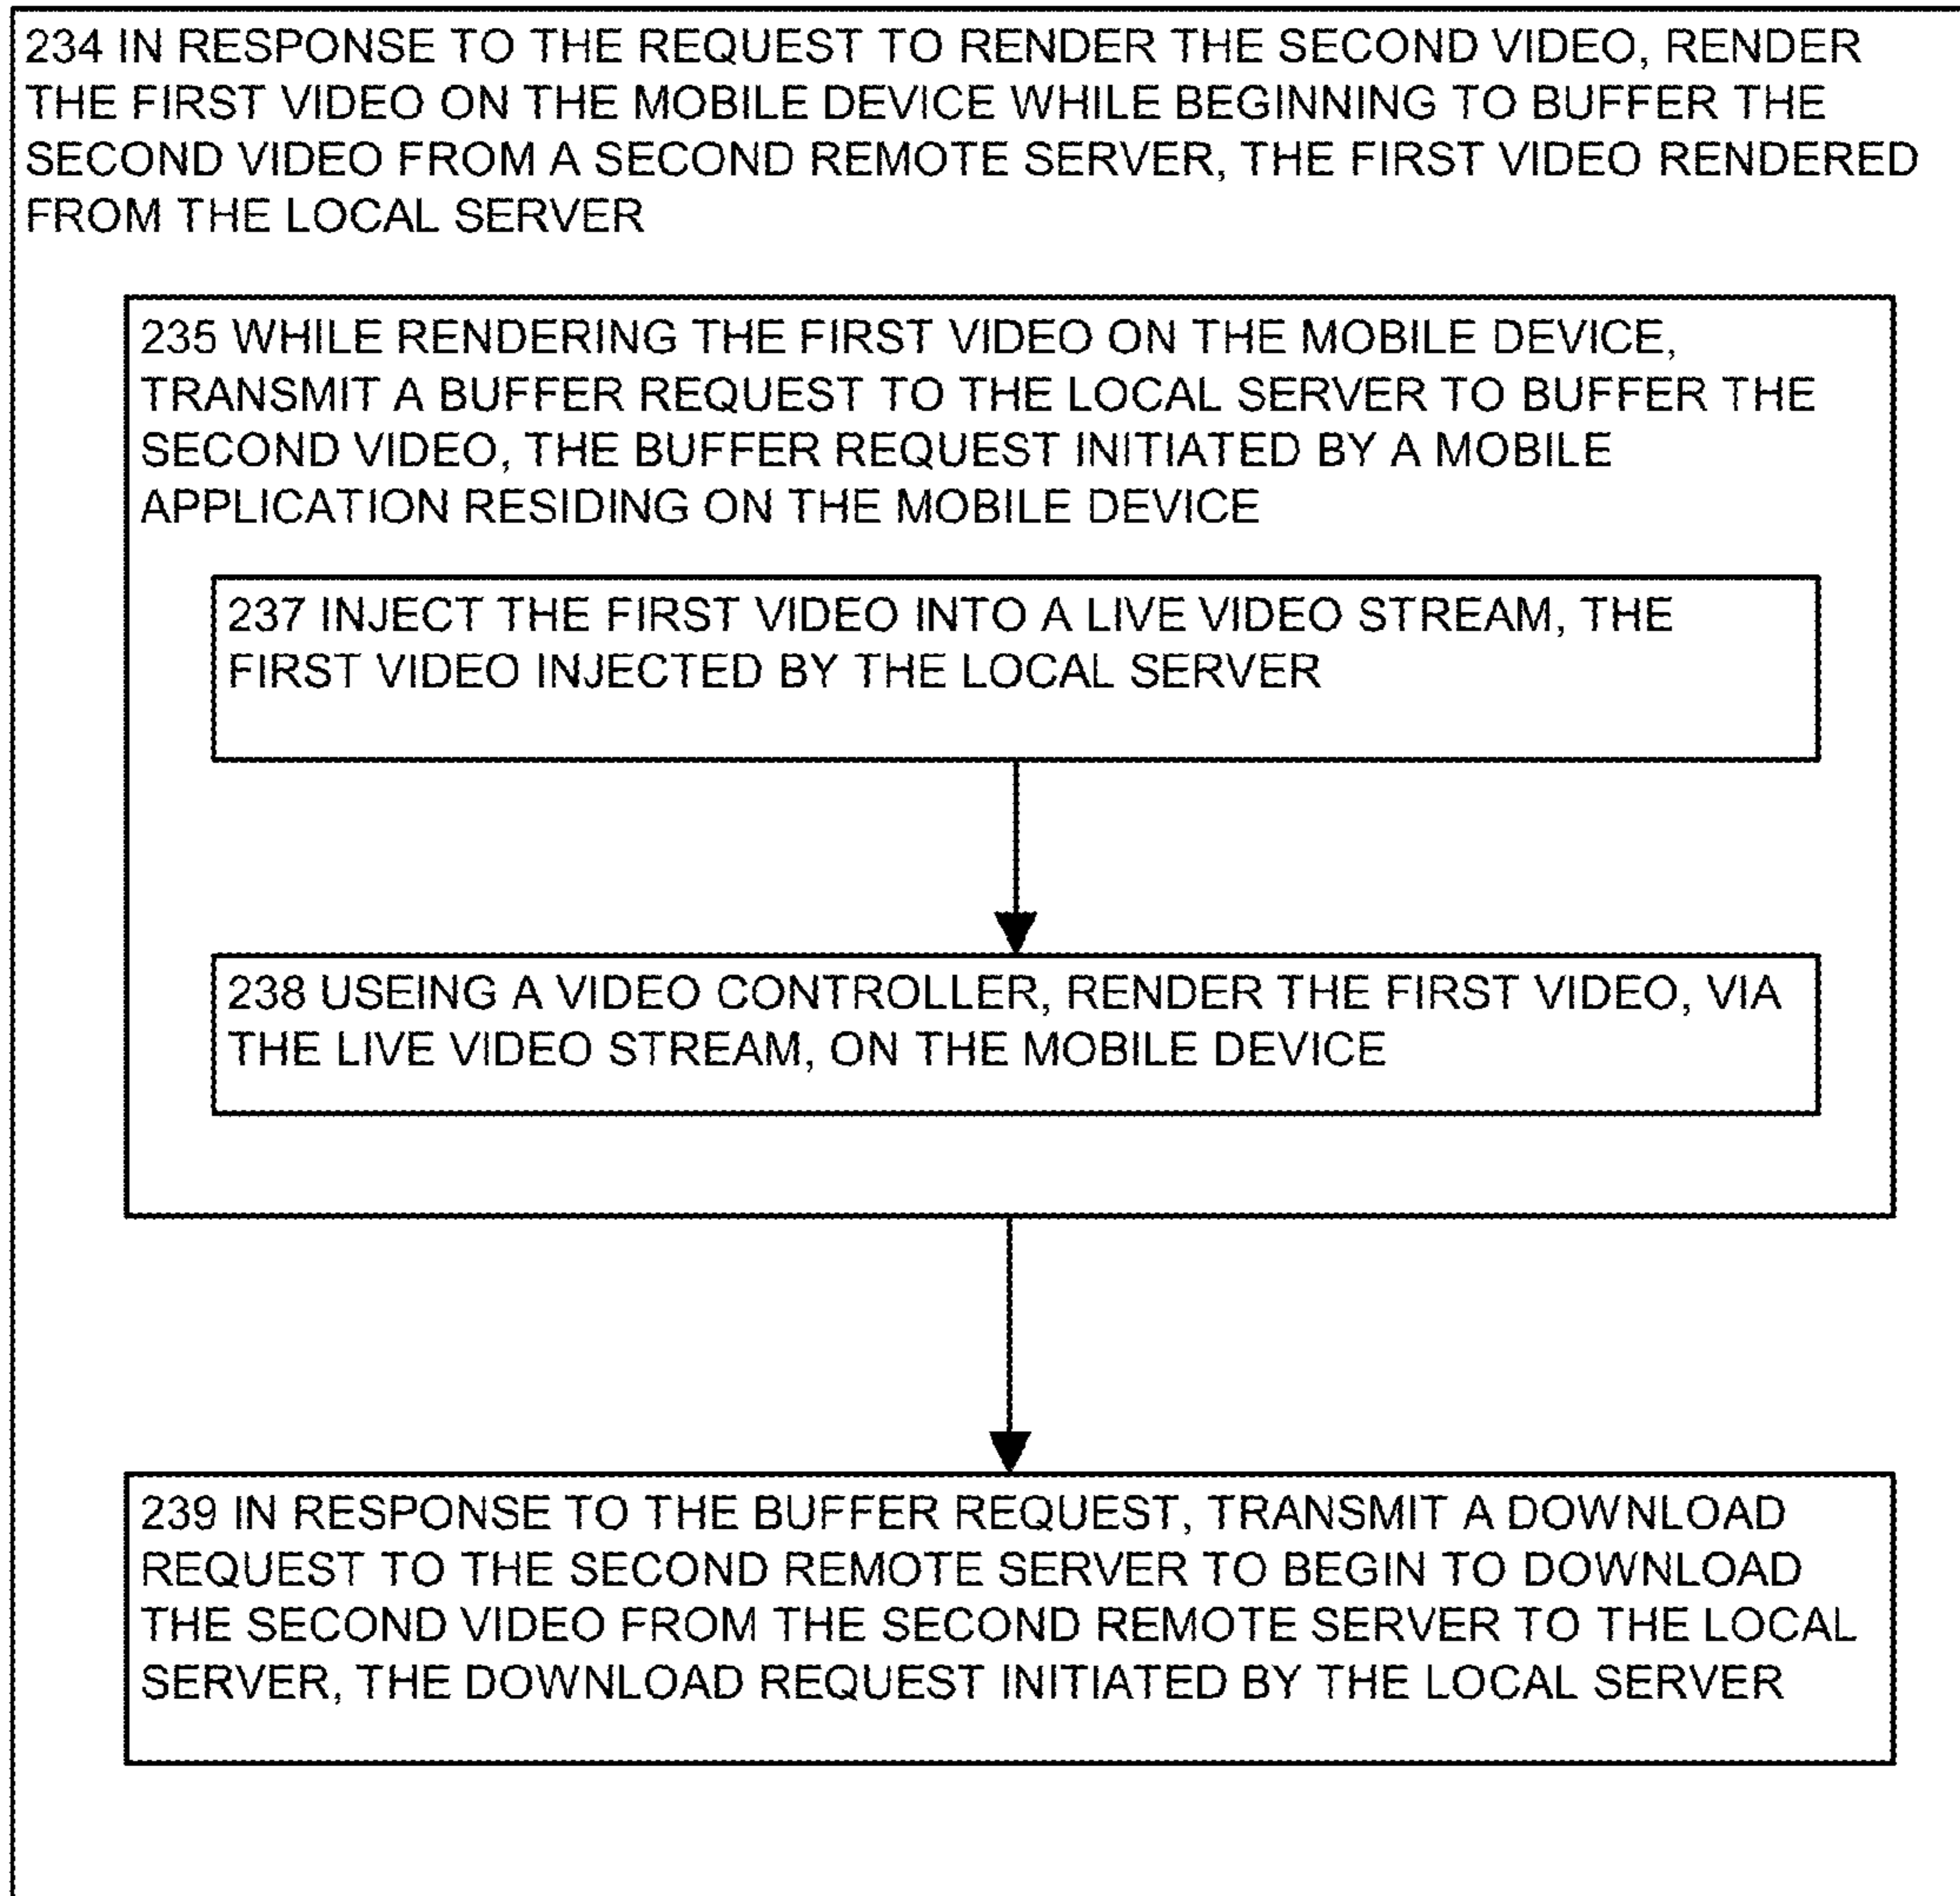 234 IN RESPONSE TO THE REQUEST TO RENDER THE SECOND VIDEO, RENDER
THE FIRST VIDEO ON THE MOBILE DEVICE WHILE BEGINNING TO BUFFER THE
SECOND VIDEO FROM A SECOND REMOTE SERVER, THE FIRST VIDEO RENDERED
FROM THE LOCAL SERVER
235 WHILE RENDERING THE FIRST VIDEO ON THE MOBILE DEVICE,
TRANSMIT A BUFFER REQUEST TO THE LOCAL SERVER TO BUFFER THE
SECOND VIDEO, THE BUFFER REQUEST INITIATED BY A MOBILE
APPLICATION RESIDING ON THE MOBILE DEVICE
237 INJECT THE FIRST VIDEO INTO A LIVE VIDEO STREAM, THE
FIRST VIDEO INJECTED BY THE LOCAL SERVER
238 USEING A VIDEO CONTROLLER, RENDER THE FIRST VIDEO, VIA
THE LIVE VIDEO STREAM, ON THE MOBILE DEVICE
239 IN RESPONSE TO THE BUFFER REQUEST, TRANSMIT A DOWNLOAD
REQUEST TO THE SECOND REMOTE SERVER TO BEGIN TO DOWNLOAD
THE SECOND VIDEO FROM THE SECOND REMOTE SERVER TO THE LOCAL
SERVER, THE DOWNLOAD REQUEST INITIATED BY THE LOCAL SERVER